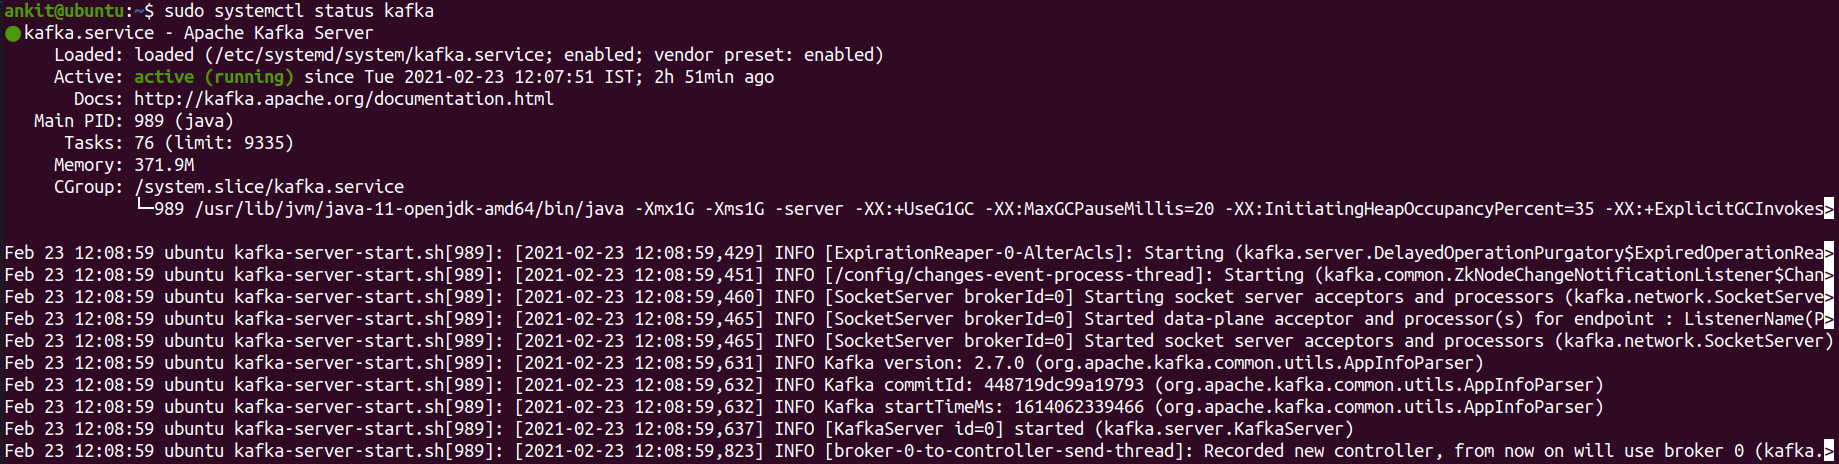 ankit@ubuntu:~$ sudo systemctl status kafka
● kafka.service - Apache Kafka Server
Loaded: loaded (/etc/systemd/system/kafka.service; enabled; vendor preset: enabled)
Active: active (running) since Tue 2021-02-23 12:07:51 IST; 2h 51min ago
Docs: http://kafka.apache.org/documentation.html
Main PID: 989 (java)
Tasks: 76 (limit: 9335)
Memory: 371.9M
CGroup: /system.slice/kafka.service
└─989 /usr/lib/jvm/java-11-openjdk-amd64/bin/java -Xmx1G -Xms1G -server -XX:+UseG1GC -XX:MaxGCPauseMillis=20 -XX:InitiatingHeapOccupancyPercent=35 -XX:+ExplicitGCInvokes>
Feb 23 12:08:59 ubuntu kafka-server-start.sh[989]: [2021-02-23 12:08:59,429] INFO [ExpirationReaper-0-AlterAcls]: Starting (kafka.server.DelayedOperationPurgatory$ExpiredOperationRea>
Feb 23 12:08:59 ubuntu kafka-server-start.sh[989]: [2021-02-23 12:08:59,451] INFO [/config/changes-event-process-thread]: Starting (kafka.common.ZkNodeChangeNotificationListener$Chan>
Feb 23 12:08:59 ubuntu kafka-server-start.sh[989]: [2021-02-23 12:08:59,460] INFO [SocketServer brokerId=0] Starting socket server acceptors and processors (kafka.network.SocketServe>
Feb 23 12:08:59 ubuntu kafka-server-start.sh[989]: [2021-02-23 12:08:59,465] INFO [SocketServer brokerId=0] Started data-plane acceptor and processor(s) for endpoint : ListenerName(P>
Feb 23 12:08:59 ubuntu kafka-server-start.sh[989]: [2021-02-23 12:08:59,465] INFO [SocketServer brokerId=0] Started socket server acceptors and processors (kafka.network.SocketServer)
Feb 23 12:08:59 ubuntu kafka-server-start.sh[989]: [2021-02-23 12:08:59,631] INFO Kafka version: 2.7.0 (org.apache.kafka.common.utils.AppInfoParser)
Feb 23 12:08:59 ubuntu kafka-server-start.sh[989]: [2021-02-23 12:08:59,632] INFO Kafka commitId: 448719dc99a19793 (org.apache.kafka.common.utils.AppInfoParser)
Feb 23 12:08:59 ubuntu kafka-server-start.sh[989]: [2021-02-23 12:08:59,632] INFO Kafka startTimeMs: 1614062339466 (org.apache.kafka.common.utils.AppInfoParser)
Feb 23 12:08:59 ubuntu kafka-server-start.sh[989]: [2021-02-23 12:08:59,637] INFO [KafkaServer id=0] started (kafka.server.KafkaServer)
Feb 23 12:08:59 ubuntu kafka-server-start.sh[989]: [2021-02-23 12:08:59,823] INFO [broker-0-to-controller-send-thread]: Recorded new controller, from now on will use broker 0 (kafka.>